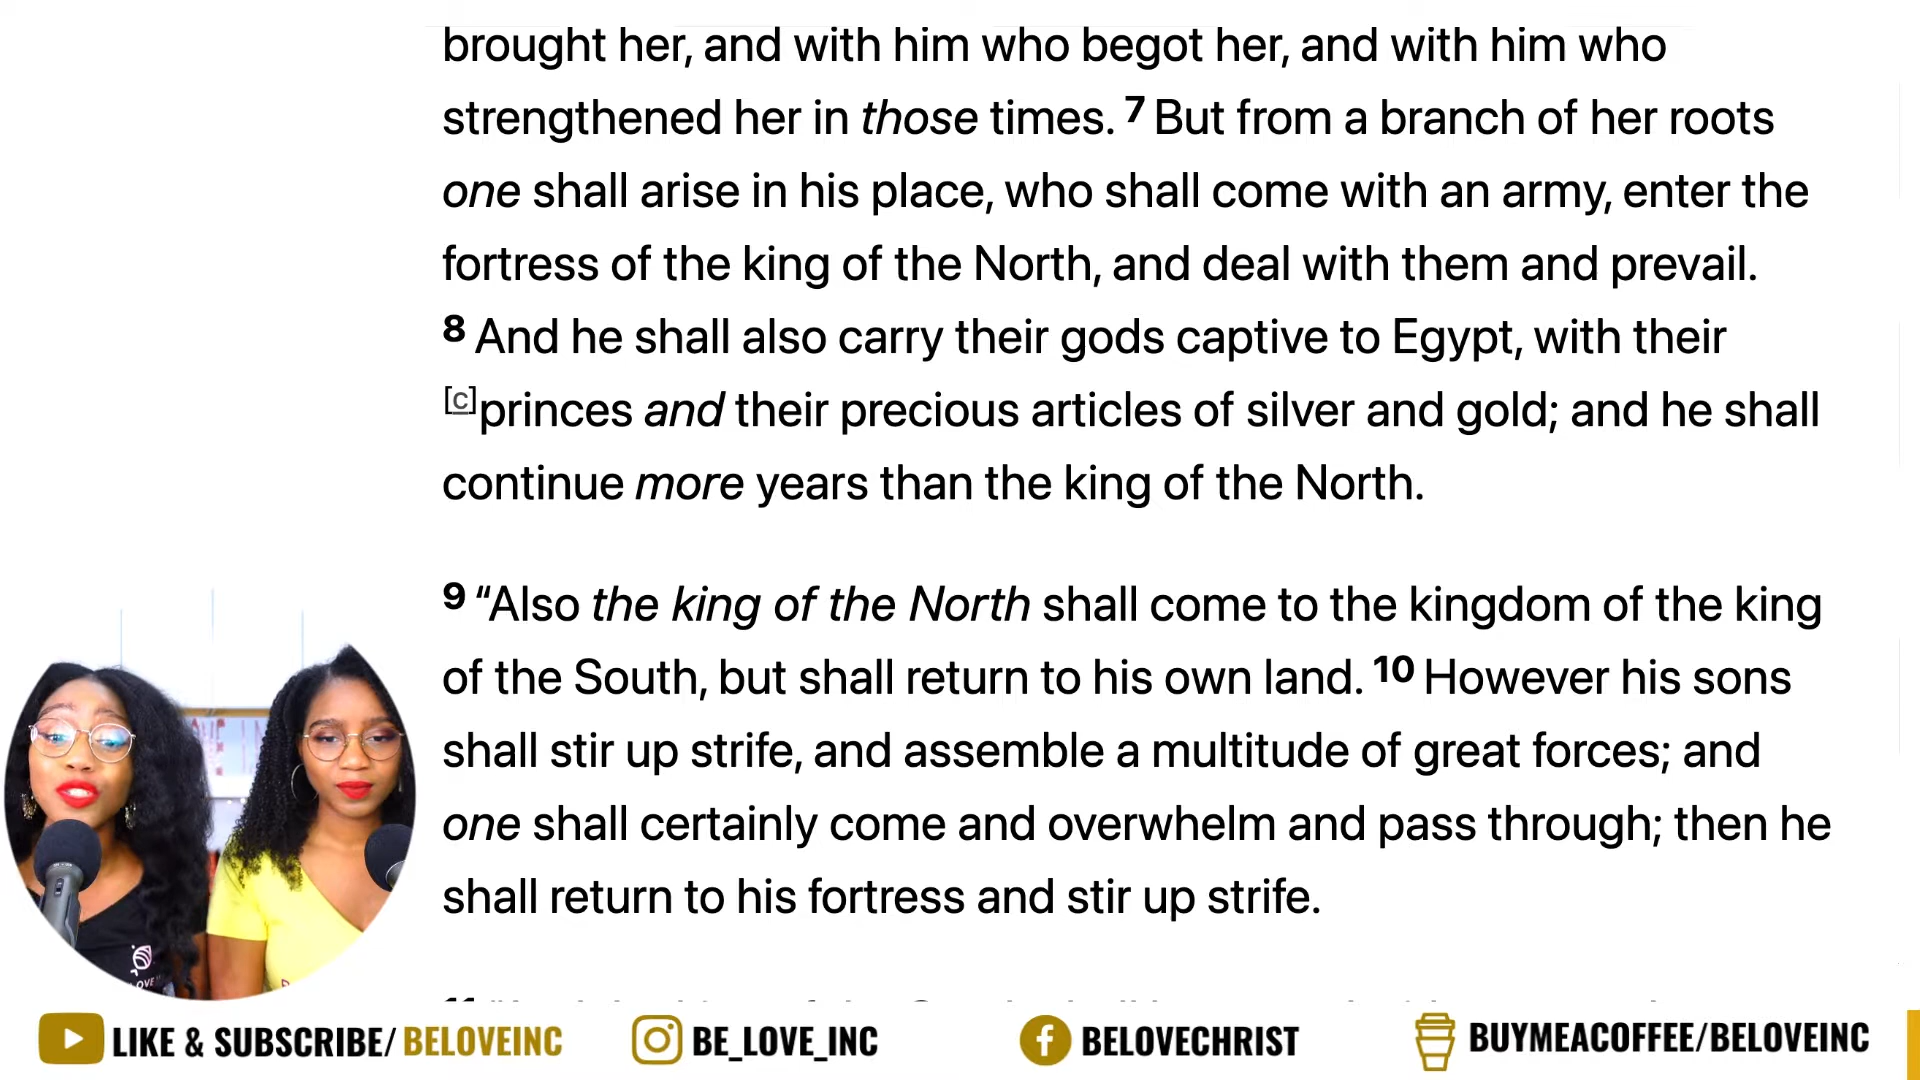 brought her, and with him who begot her, and with him who
strengthened her in those times. 7 But from a branch of her roots
one shall arise in his place, who shall come with an army, enter the
fortress of the king of the North, and deal with them and prevail.
8 And he shall also carry their gods captive to Egypt, with their
[c]princes and their precious articles of silver and gold; and he shall
continue more years than the king of the North.
9 “Also the king of the North shall come to the kingdom of the king
of the South, but shall return to his own land. 10 However his sons
shall stir up strife, and assemble a multitude of great forces; and
one shall certainly come and overwhelm and pass through; then he
shall return to his fortress and stir up strife.
LIKE & SUBSCRIBE/ BELOVEINC
BE_LOVE_INC
BELOVECHRIST
BUYMEACOFFEE/BELOVEINC